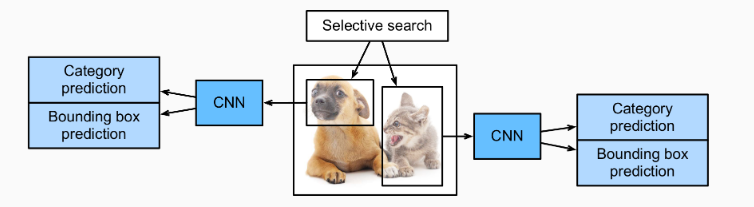 Selective search
Category
prediction
Bounding box
prediction
CNN
CNN
Category
prediction
Bounding box
prediction